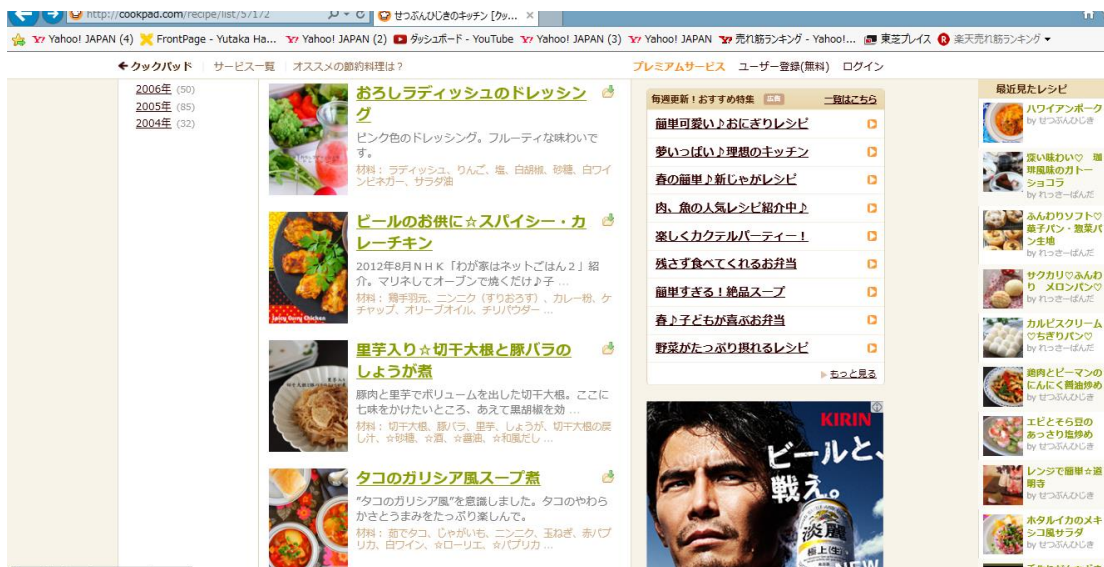 http://cookpad.com/recipe/list/57172
せつぶんひじきのキッチン [クッ... ×
Yahoo! JAPAN (4) FrontPage - Yutaka Ha... Yahoo! JAPAN (2) ダッシュボード - YouTube Yahoo! JAPAN (3) Yahoo! JAPAN 売れ筋ランキング - Yahoo!... 東芝プレイス 楽天売れ筋ランキング
クックパッド サービス一覧 オススメの節約料理は？ プレミアムサービス ユーザー登録(無料) ログイン
2006年 (50)
2005年 (85)
2004年 (32)
おろしラディッシュのドレッシン
グ
ピンク色のドレッシング。フルーティな味わいで
す。
材料： ラディッシュ、りんご、塩、白胡椒、砂糖、白ワイ
ンビネガー、サラダ油
ビールのお供に☆スパイシー・カ
レーチキン
2012年8月ＮＨＫ「わが家はネットごはん２」紹
介。マリネしてオーブンで焼くだけ♪子 ...
材料： 鶏手羽元、ニンニク（すりおろす）、カレー粉、ケ
チャップ、オリーブオイル、チリパウダー ...
Spicy Curry Chicken
里芋入り☆切干大根と豚バラの
しょうが煮
豚肉と里芋でボリュームを出した切干大根。ここに
七味をかけたいところ、あえて黒胡椒を効 ...
材料： 切干大根、豚バラ、里芋、しょうが、切干大根の戻
し汁、☆砂糖、☆酒、☆醤油、☆和風だし ...
タコのガリシア風スープ煮
“タコのガリシア風”を意識しました。タコのやわら
かさとうまみをたっぷり楽しんで。
材料： 茹でタコ、じゃがいも、ニンニク、玉ねぎ、赤パプ
リカ、白ワイン、☆ローリエ、☆パプリカ ...
毎週更新！おすすめ特集 広告 一覧はこちら
簡単可愛い♪おにぎりレシピ
夢いっぱい♪理想のキッチン
春の簡単♪新じゃがレシピ
肉、魚の人気レシピ紹介中♪
楽しくカクテルパーティー！
残さず食べてくれるお弁当
簡単すぎる！絶品スープ
春♪子どもが喜ぶお弁当
野菜がたっぷり摂れるレシピ
もっと見る
KIRIN
ビールと、
戦え。
淡麗
極上〈生〉
NEW
最近見たレシピ
ハワイアンポーク
by せつぶんひじき
深い味わい♡ 珈
琲風味のガトー
ショコラ
by れっさーぱんだ
ふんわりソフト♡
菓子パン・惣菜パ
ン生地
by れっさーぱんだ
サクカリ♡ふんわ
り メロンパン♡
by れっさーぱんだ
カルピスクリーム
♡ちぎりパン♡
by れっさーぱんだ
鶏肉とピーマンの
にんにく醤油炒め
by せつぶんひじき
エビとそら豆の
あっさり塩炒め
by せつぶんひじき
レンジで簡単☆道
明寺
by せつぶんひじき
ホタルイカのメキ
シコ風サラダ
by せつぶんひじき